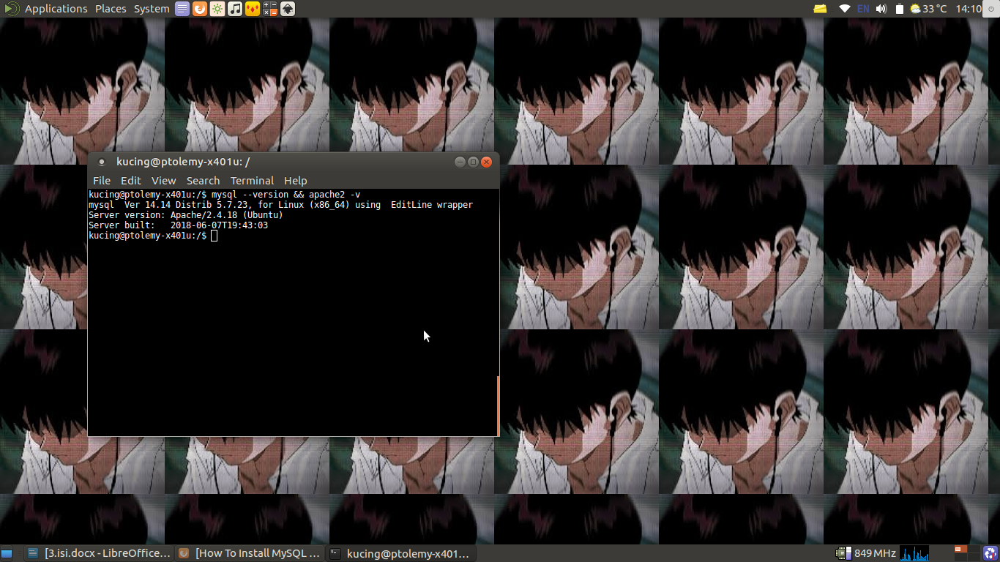 Applications Places System EN 33 °C 14:10
kucing@ptolemy-x401u: /
File Edit View Search Terminal Help
kucing@ptolemy-x401u:/$ mysql --version && apache2 -v
mysql  Ver 14.14 Distrib 5.7.23, for Linux (x86_64) using  EditLine wrapper
Server version: Apache/2.4.18 (Ubuntu)
Server built:   2018-06-07T19:43:03
kucing@ptolemy-x401u:/$
[3.isi.docx - LibreOffice... [How To Install MySQL ... kucing@ptolemy-x401... 849 MHz